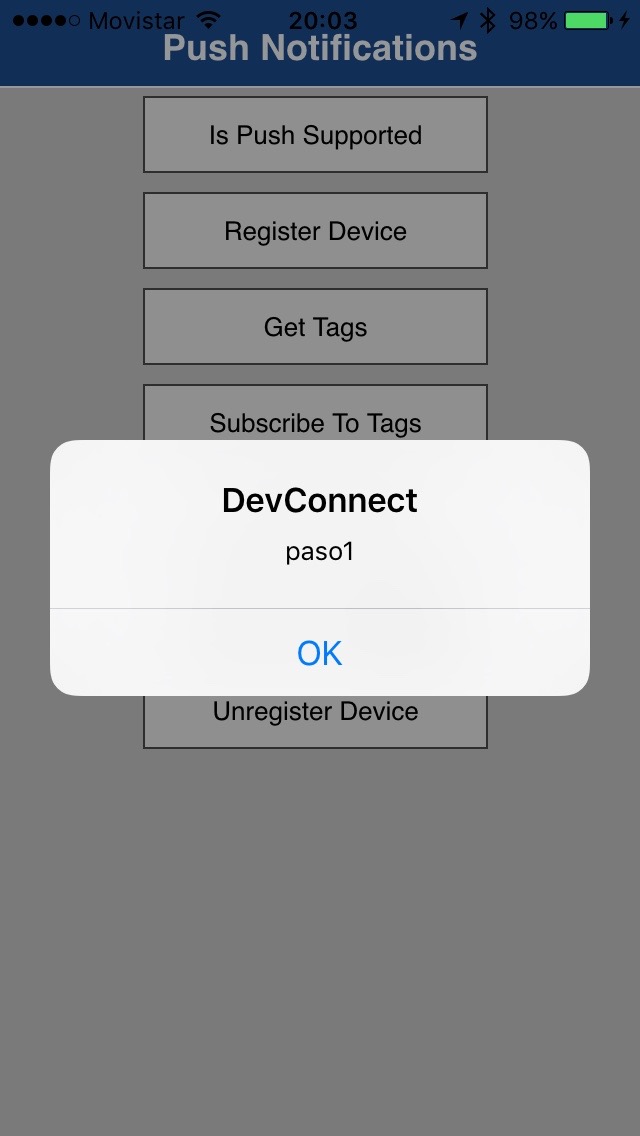 Movistar 20:03 98%
Push Notifications
Is Push Supported
Register Device
Get Tags
Subscribe To Tags
DevConnect
paso1
OK
Unregister Device